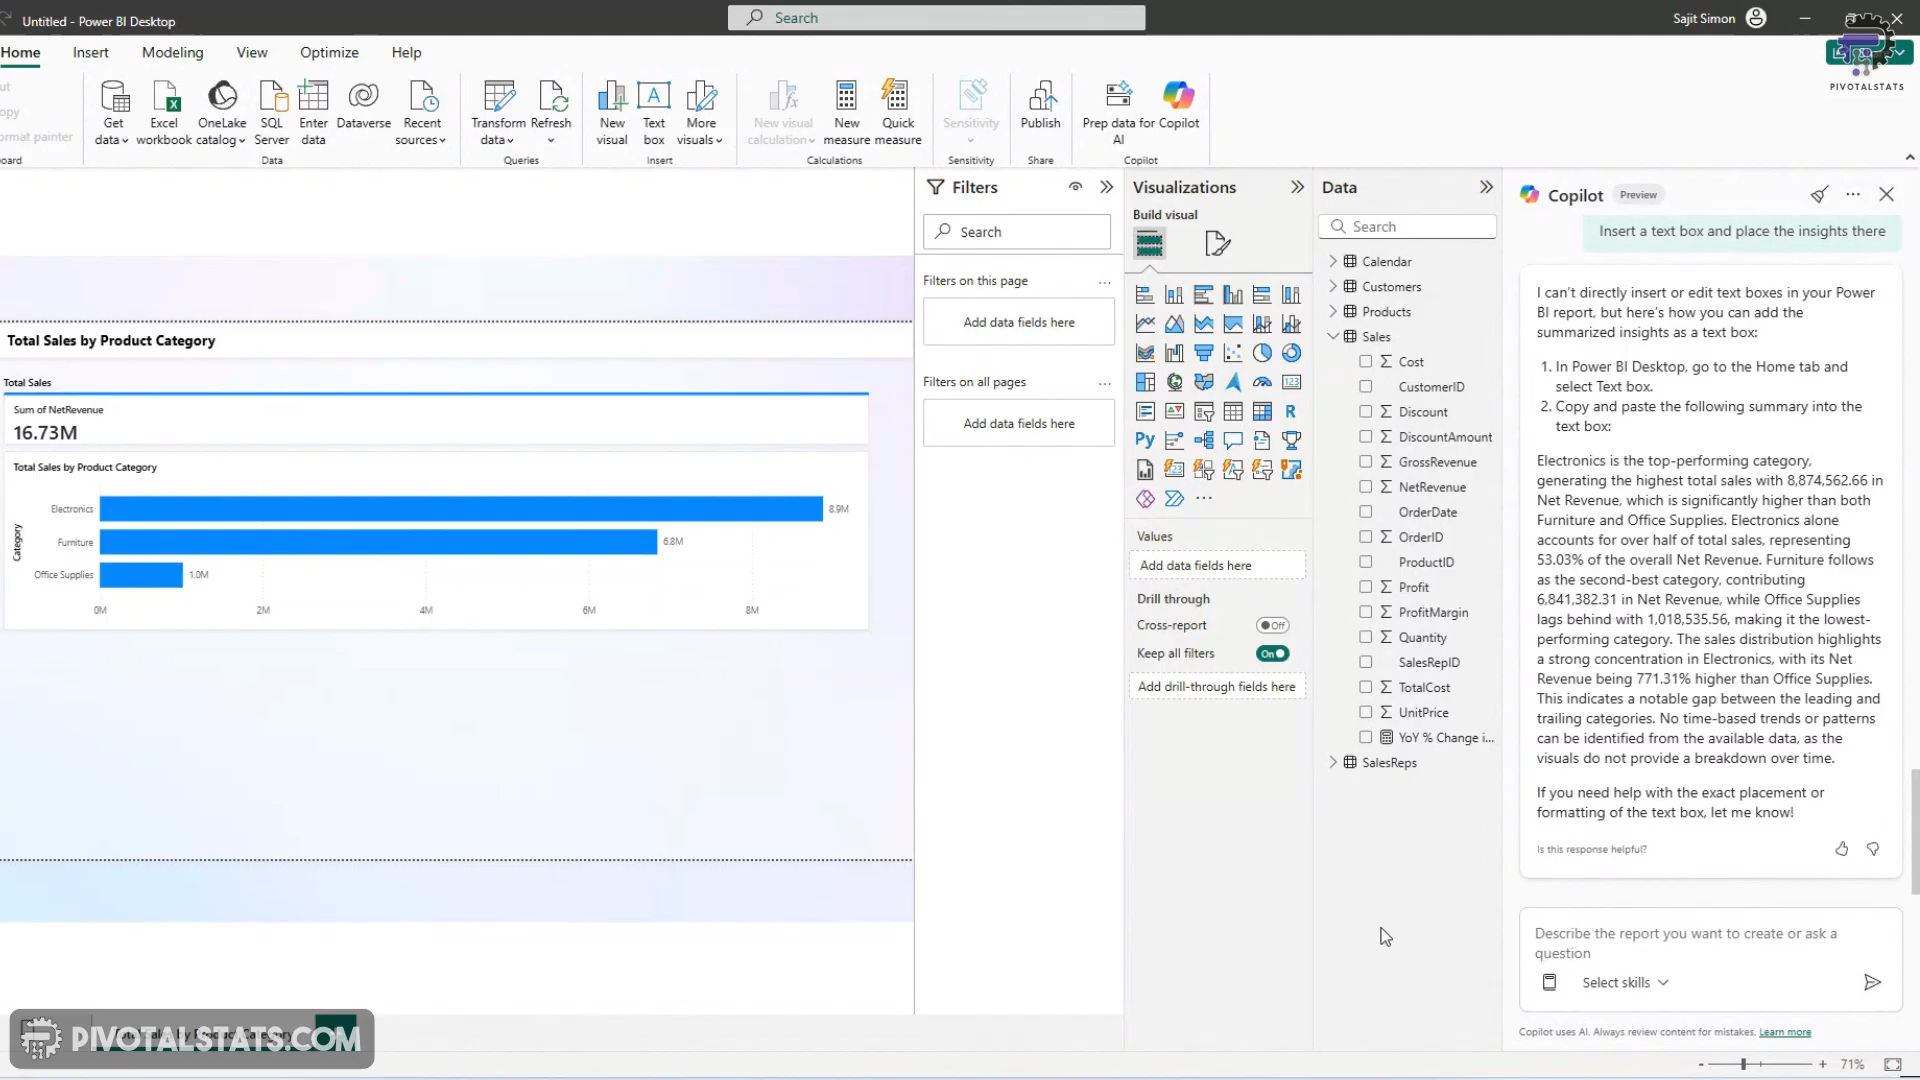 Untitled - Power BI Desktop
Search
Sajit Simon
PIVOTALSTATS
Home
Insert
Modeling
View
Optimize
Help
ut
opy
ormat painter
oard
Get data
Excel workbook
OneLake catalog
SQL Server
Enter data
Dataverse
Recent sources
Data
Transform data
Refresh
Queries
New visual
Text box
More visuals
Insert
New visual calculation
New measure
Quick measure
Calculations
Sensitivity
Sensitivity
Publish
Share
Prep data for AI
Copilot
Copilot
Total Sales by Product Category
Total Sales
Sum of NetRevenue
16.73M
Total Sales by Product Category
Category
Electronics
8.9M
Furniture
6.8M
Office Supplies
1.0M
0M
2M
4M
6M
8M
Filters
Search
Filters on this page
...
Add data fields here
Filters on all pages
...
Add data fields here
Visualizations
Build visual
123
R
Py
...
Values
Add data fields here
Drill through
Cross-report
Off
Keep all filters
On
Add drill-through fields here
Data
Search
Calendar
Customers
Products
Sales
Σ Cost
CustomerID
Σ Discount
Σ DiscountAmount
Σ GrossRevenue
Σ NetRevenue
OrderDate
Σ OrderID
ProductID
Σ Profit
Σ ProfitMargin
Σ Quantity
SalesRepID
Σ TotalCost
Σ UnitPrice
YoY % Change i...
SalesReps
Copilot
Preview
...
Insert a text box and place the insights there
I can't directly insert or edit text boxes in your Power
BI report, but here's how you can add the
summarized insights as a text box:
1. In Power BI Desktop, go to the Home tab and
select Text box.
2. Copy and paste the following summary into the
text box:
Electronics is the top-performing category,
generating the highest total sales with 8,874,562.66 in
Net Revenue, which is significantly higher than both
Furniture and Office Supplies. Electronics alone
accounts for over half of total sales, representing
53.03% of the overall Net Revenue. Furniture follows
as the second-best category, contributing
6,841,382.31 in Net Revenue, while Office Supplies
lags behind with 1,018,535.56, making it the lowest-
performing category. The sales distribution highlights
a strong concentration in Electronics, with its Net
Revenue being 771.31% higher than Office Supplies.
This indicates a notable gap between the leading and
trailing categories. No time-based trends or patterns
can be identified from the available data, as the
visuals do not provide a breakdown over time.
If you need help with the exact placement or
formatting of the text box, let me know!
Is this response helpful?
Describe the report you want to create or ask a
question
Select skills
Copilot uses AI. Always review content for mistakes. Learn more
PIVOTALSTATS.COM
Total Sales by Product Category
- + 71%